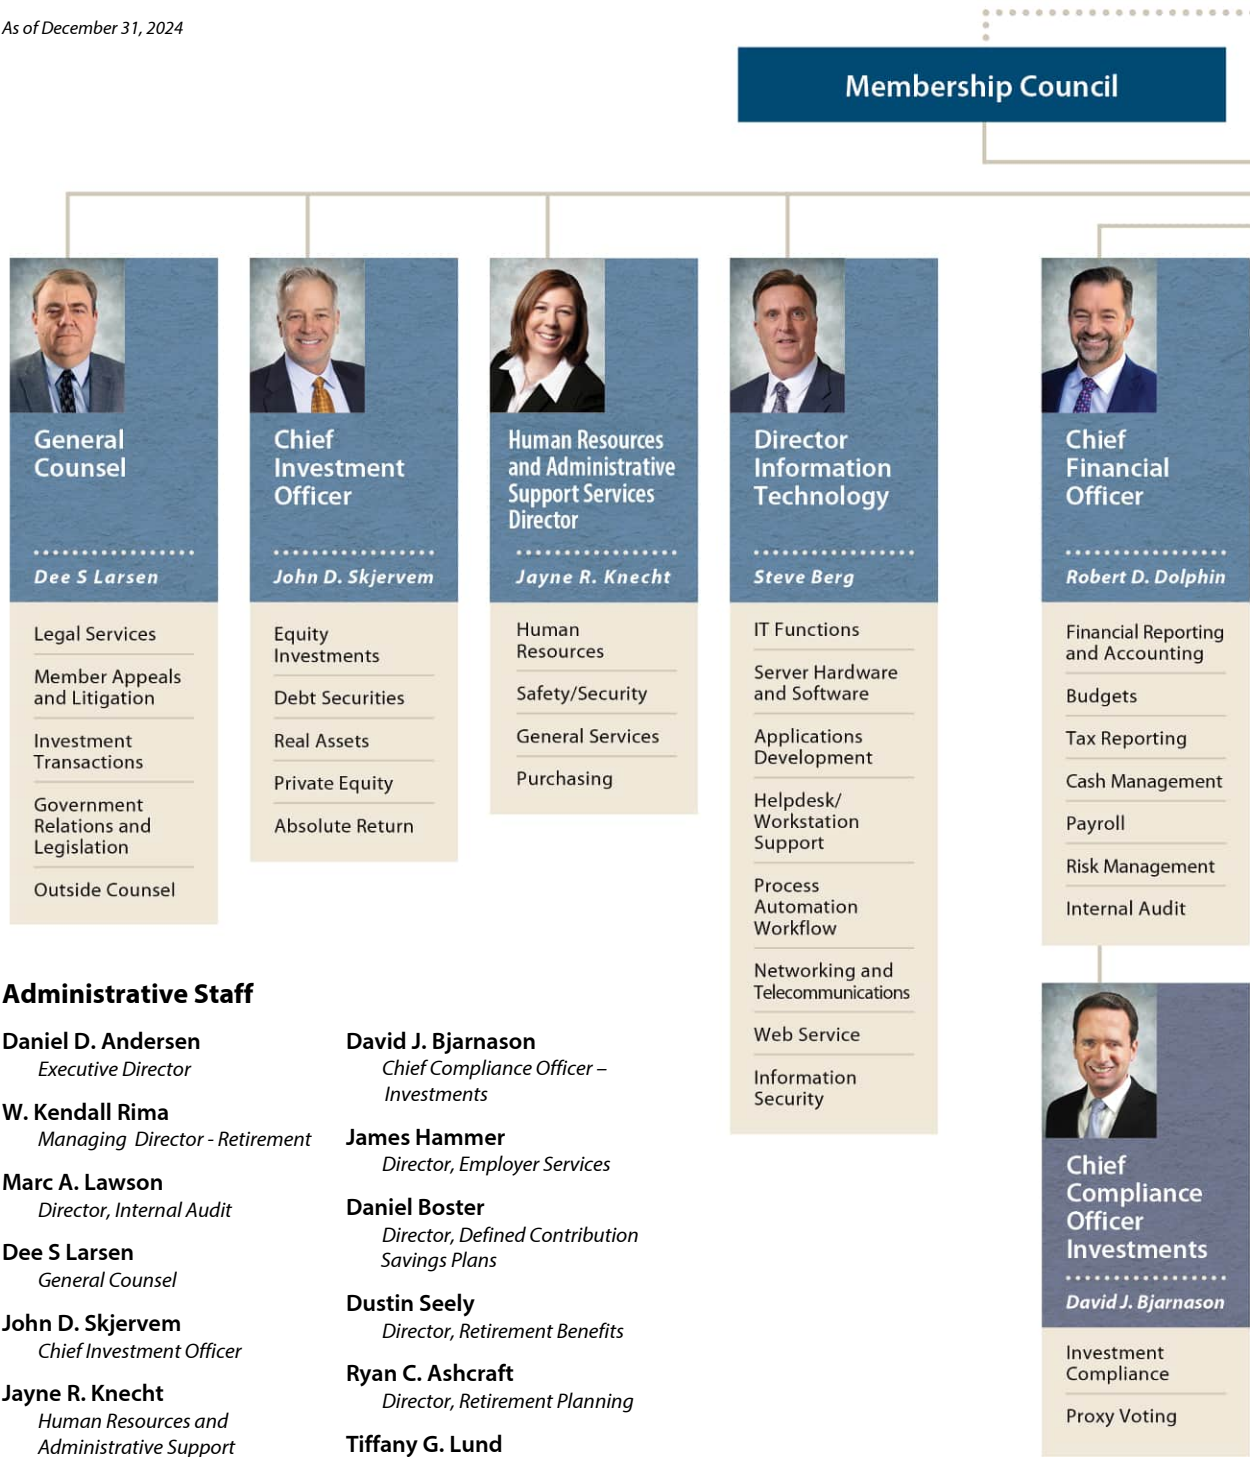 As of December 31, 2024
Membership Council
General
Counsel
Dee S Larsen
Legal Services
Member Appeals
and Litigation
Investment
Transactions
Government
Relations and
Legislation
Outside Counsel
Chief
Investment
Officer
John D. Skjervem
Equity
Investments
Debt Securities
Real Assets
Private Equity
Absolute Return
Human Resources
and Administrative
Support Services
Director
Jayne R. Knecht
Human
Resources
Safety/Security
General Services
Purchasing
Director
Information
Technology
Steve Berg
IT Functions
Server Hardware
and Software
Applications
Development
Helpdesk/
Workstation
Support
Process
Automation
Workflow
Networking and
Telecommunications
Web Service
Information
Security
Chief
Financial
Officer
Robert D. Dolphin
Financial Reporting
and Accounting
Budgets
Tax Reporting
Cash Management
Payroll
Risk Management
Internal Audit
Chief
Compliance
Officer
Investments
David J. Bjarnason
Investment
Compliance
Proxy Voting
Administrative Staff
Daniel D. Andersen
Executive Director
W. Kendall Rima
Managing Director - Retirement
Marc A. Lawson
Director, Internal Audit
Dee S Larsen
General Counsel
John D. Skjervem
Chief Investment Officer
Jayne R. Knecht
Human Resources and
Administrative Support
David J. Bjarnason
Chief Compliance Officer –
Investments
James Hammer
Director, Employer Services
Daniel Boster
Director, Defined Contribution
Savings Plans
Dustin Seely
Director, Retirement Benefits
Ryan C. Ashcraft
Director, Retirement Planning
Tiffany G. Lund